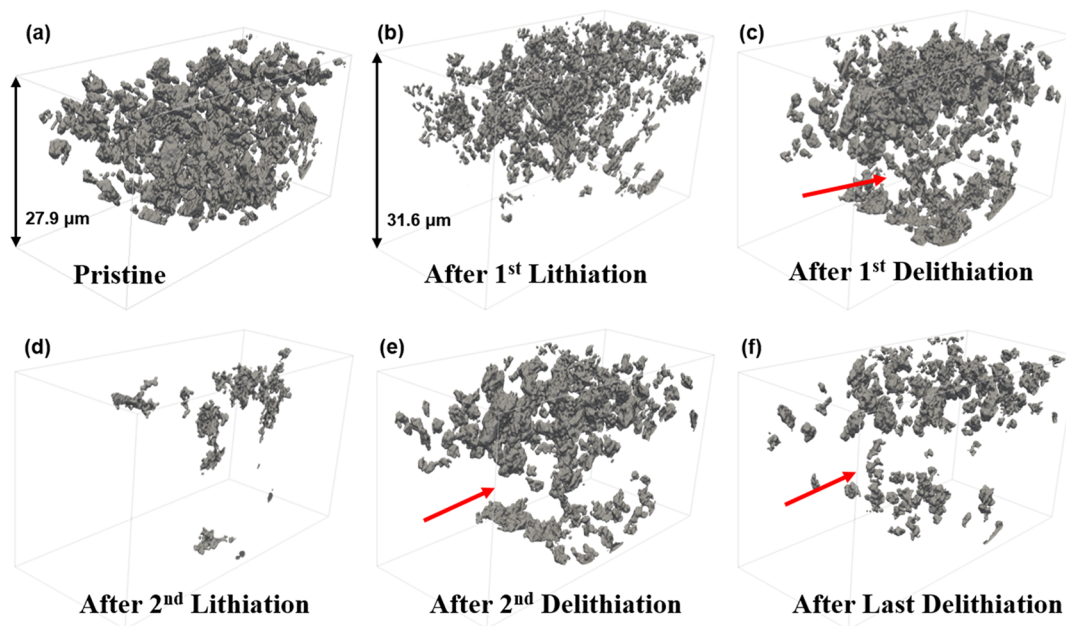 (a)
(b)
(c)
27.9 µm
31.6 µm
Pristine
After 1st Lithiation
After 1st Delithiation
(d)
(e)
(f)
After 2nd Lithiation
After 2nd Delithiation
After Last Delithiation